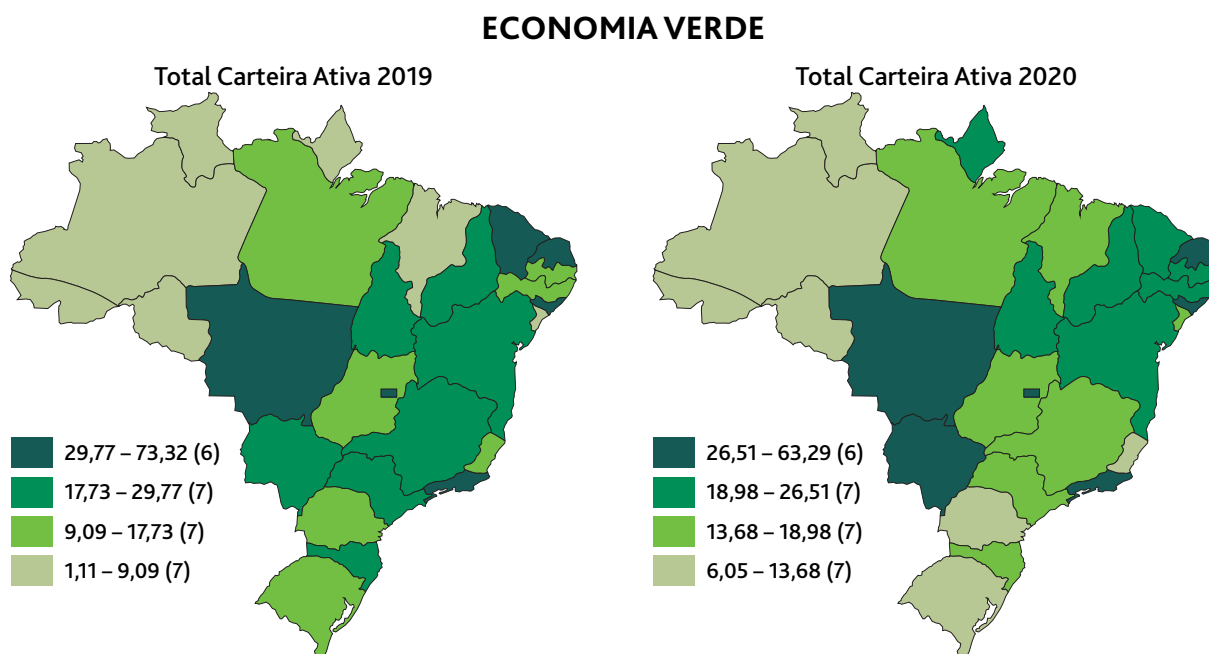 ECONOMIA VERDE
Total Carteira Ativa 2019
29,77 – 73,32 (6)
17,73 – 29,77 (7)
9,09 – 17,73 (7)
1,11 – 9,09 (7)
Total Carteira Ativa 2020
26,51 – 63,29 (6)
18,98 – 26,51 (7)
13,68 – 18,98 (7)
6,05 – 13,68 (7)